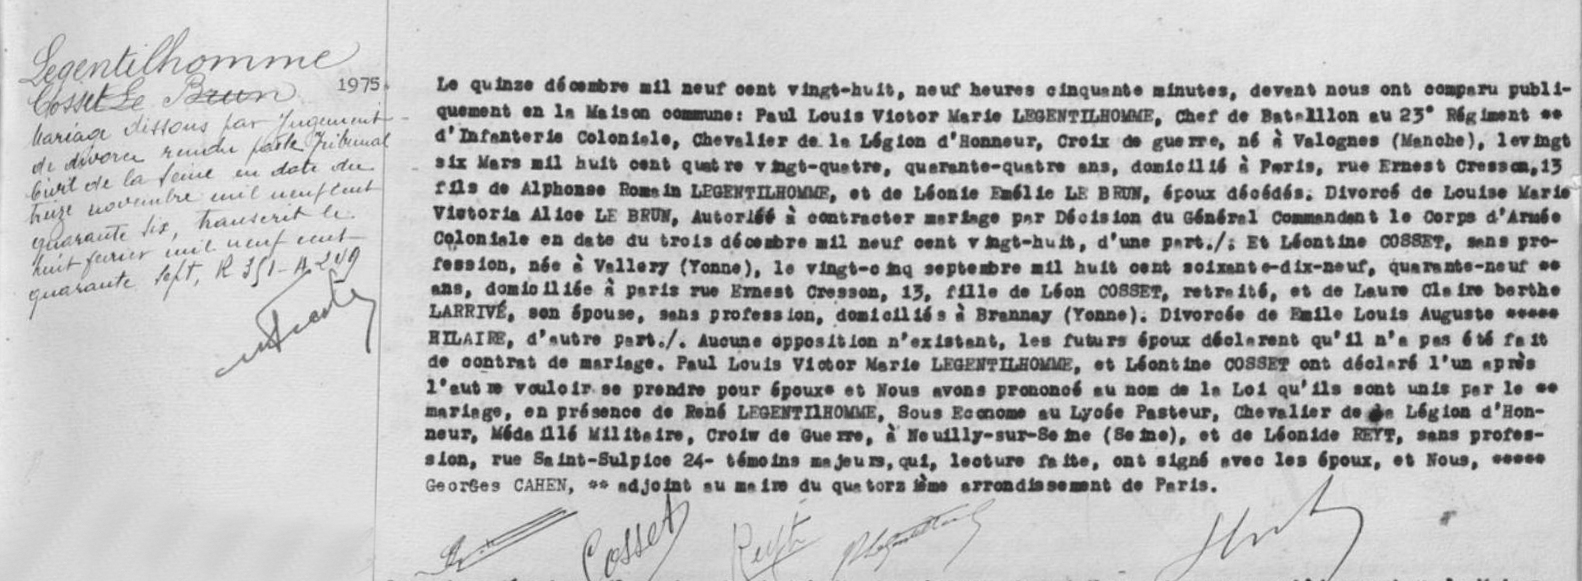 Legentilhomme
Cosset Le Brun
Mariage dissous par Jugement
de divorce rendu par le Tribunal
Civil de la Seine en date du
treize novembre mil neuf cent
quarante six, transcrit le
huit février mil neuf cent
quarante sept, R 351 - A 249
1975.
Le quinze décembre mil neuf cent vingt-huit, neuf heures cinquante minutes, devant nous ont comparu publi-
quement en la Maison commune: Paul Louis Victor Marie LEGENTILHOMME, Chef de Bataillon au 23° Régiment **
d'Infanterie Coloniale, Chevalier de la Légion d'Honneur, Croix de guerre, né à Valognes (Manche), levingt
six Mars mil huit cent quatre vingt-quatre, quarante-quatre ans, domicilié à Paris, rue Ernest Cresson,13
fils de Alphonse Romain LEGENTILHOMME, et de Léonie Emélie LE BRUN, époux décédés. Divorcé de Louise Marie
Victoria Alice LE BRUN, Autorisé à contracter mariage par Décision du Général Commandant le Corps d'Armée
Coloniale en date du trois décembre mil neuf cent vingt-huit, d'une part./: Et Léontine COSSET, sans pro-
fession, née à Vallery (Yonne), le vingt-cinq septembre mil huit cent soixante-dix-neuf, quarante-neuf **
ans, domiciliée à paris rue Ernest Cresson, 13, fille de Léon COSSET, retraité, et de Laure Claire berthe
LARRIVÉ, son épouse, sans profession, domiciliés à Brannay (Yonne). Divorcée de Emile Louis Auguste *****
HILAIRE, d'autre part./. Aucune opposition n'existant, les futurs époux déclarent qu'il n'a pas été fait
de contrat de mariage. Paul Louis Victor Marie LEGENTILHOMME, et Léontine COSSET ont déclaré l'un après
l'autre vouloir se prendre pour époux* et Nous avons prononcé au nom de la Loi qu'ils sont unis par le **
mariage, en présence de René LEGENTIlHOMME, Sous Econome au Lycée Pasteur, Chevalier de la Légion d'Hon-
neur, Médaillé Militaire, Croiw de Guerre, à Neuilly-sur-Seine (Seine), et de Léonide REYT, sans profes-
sion, rue Saint-Sulpice 24- témoins majeurs,qui, lecture faite, ont signé avec les époux, et Nous, *****
Georges CAHEN, ** adjoint au maire du quatorzième arrondissement de Paris.
Cosset Reyt